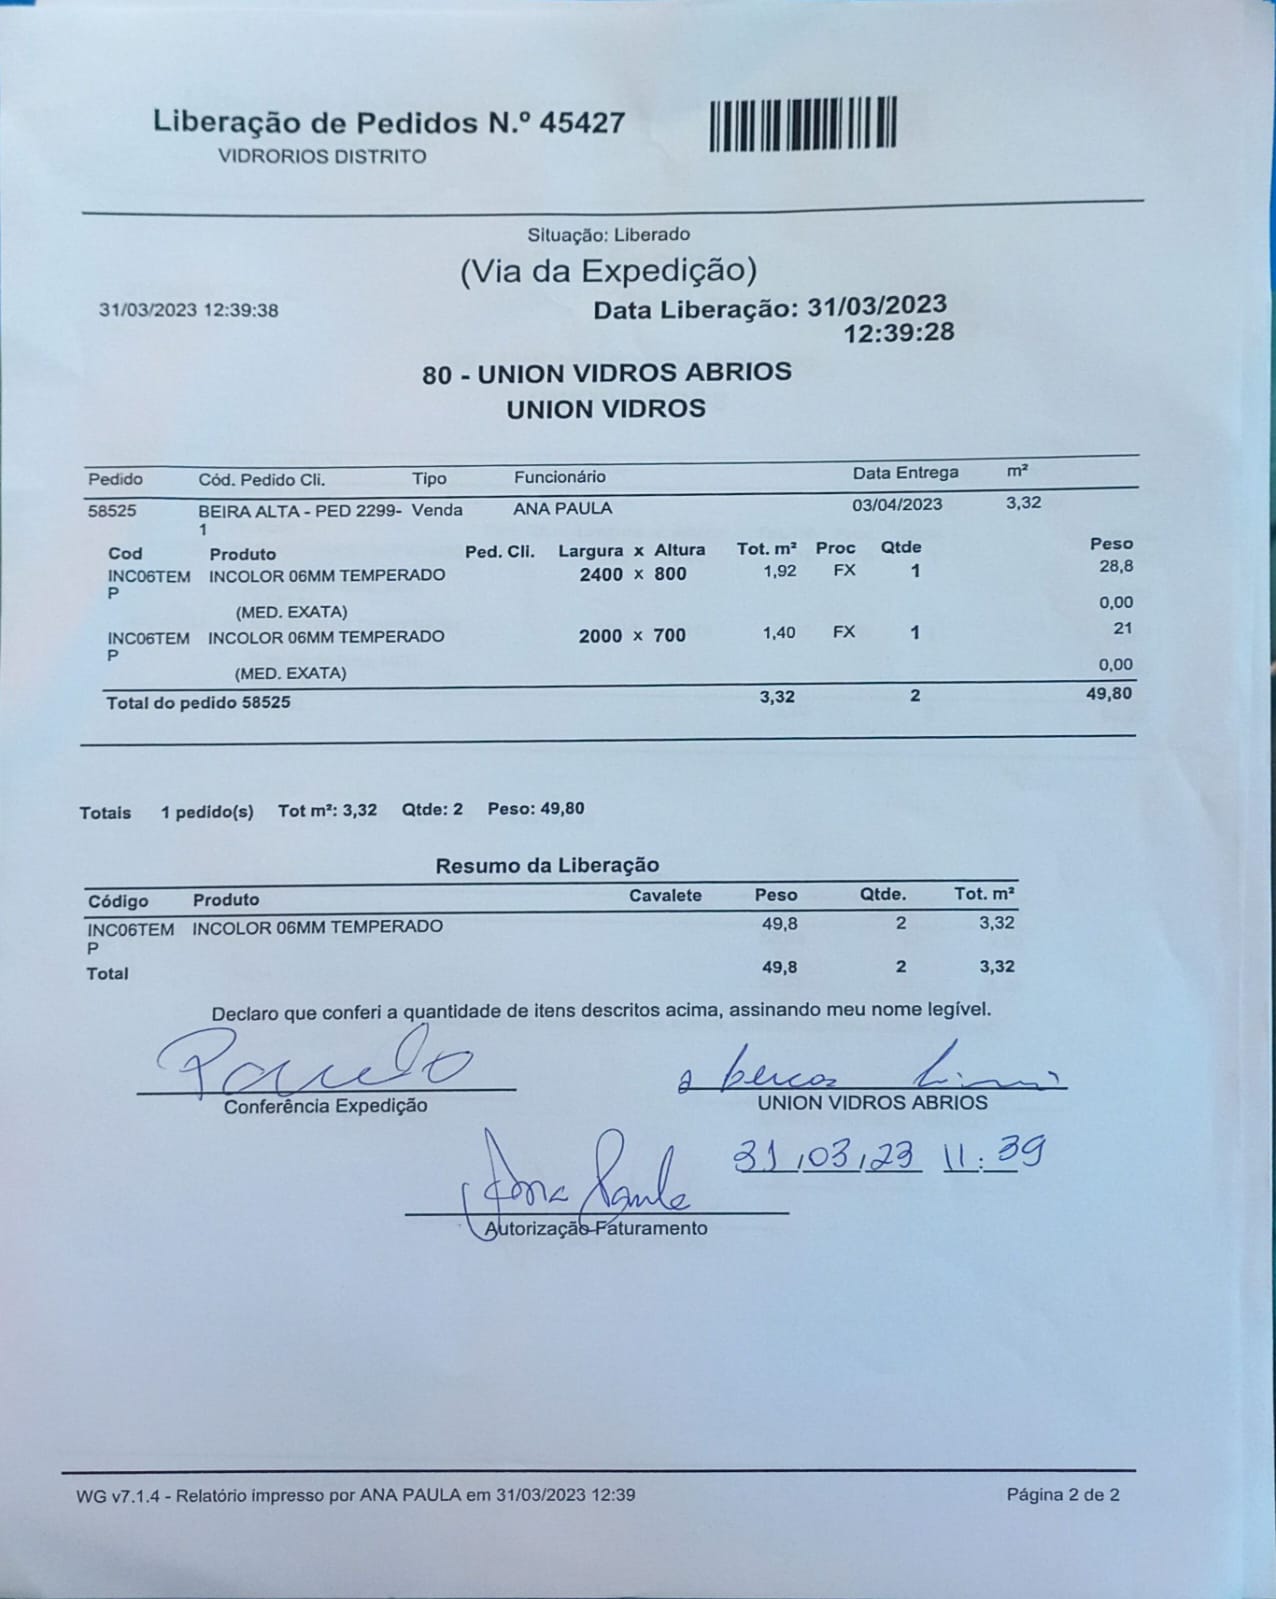 Liberação de Pedidos N.º 45427
VIDRORIOS DISTRITO
Situação: Liberado
(Via da Expedição)
31/03/2023 12:39:38 Data Liberação: 31/03/2023
12:39:28
80 - UNION VIDROS ABRIOS
UNION VIDROS
Pedido Cód. Pedido Cli. Tipo Funcionário Data Entrega m²
58525 BEIRA ALTA - PED 2299- Venda ANA PAULA 03/04/2023 3,32
1
Cod Produto Ped. Cli. Largura x Altura Tot. m² Proc Qtde Peso
INC06TEM INCOLOR 06MM TEMPERADO 2400 x 800 1,92 FX 1 28,8
P
(MED. EXATA) 0,00
INC06TEM INCOLOR 06MM TEMPERADO 2000 x 700 1,40 FX 1 21
P
(MED. EXATA) 0,00
Total do pedido 58525 3,32 2 49,80
Totais 1 pedido(s) Tot m²: 3,32 Qtde: 2 Peso: 49,80
Resumo da Liberação
Código Produto Cavalete Peso Qtde. Tot. m²
INC06TEM INCOLOR 06MM TEMPERADO 49,8 2 3,32
P
Total 49,8 2 3,32
Declaro que conferi a quantidade de itens descritos acima, assinando meu nome legível.
Paulo
Conferência Expedição UNION VIDROS ABRIOS
31/03/23 11:39
Ana Paula
Autorização Faturamento
WG v7.1.4 - Relatório impresso por ANA PAULA em 31/03/2023 12:39 Página 2 de 2